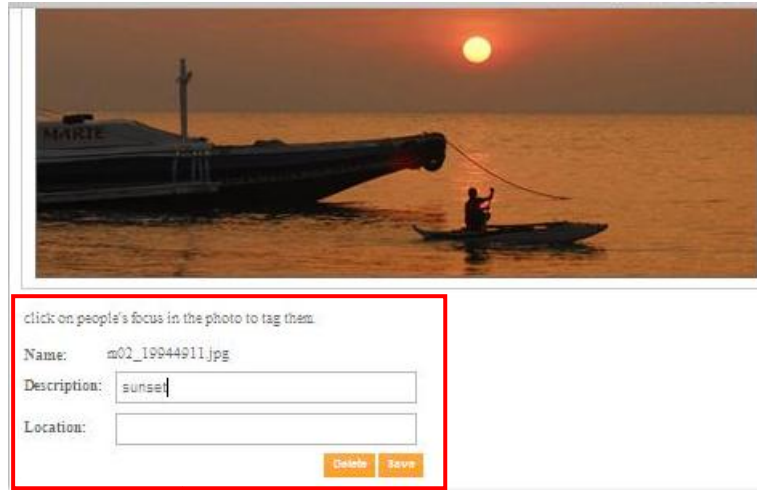 MARTE
click on people's focus in the photo to tag them.
Name: m02_19944911.jpg
Description: sunset
Location:
Delete Save